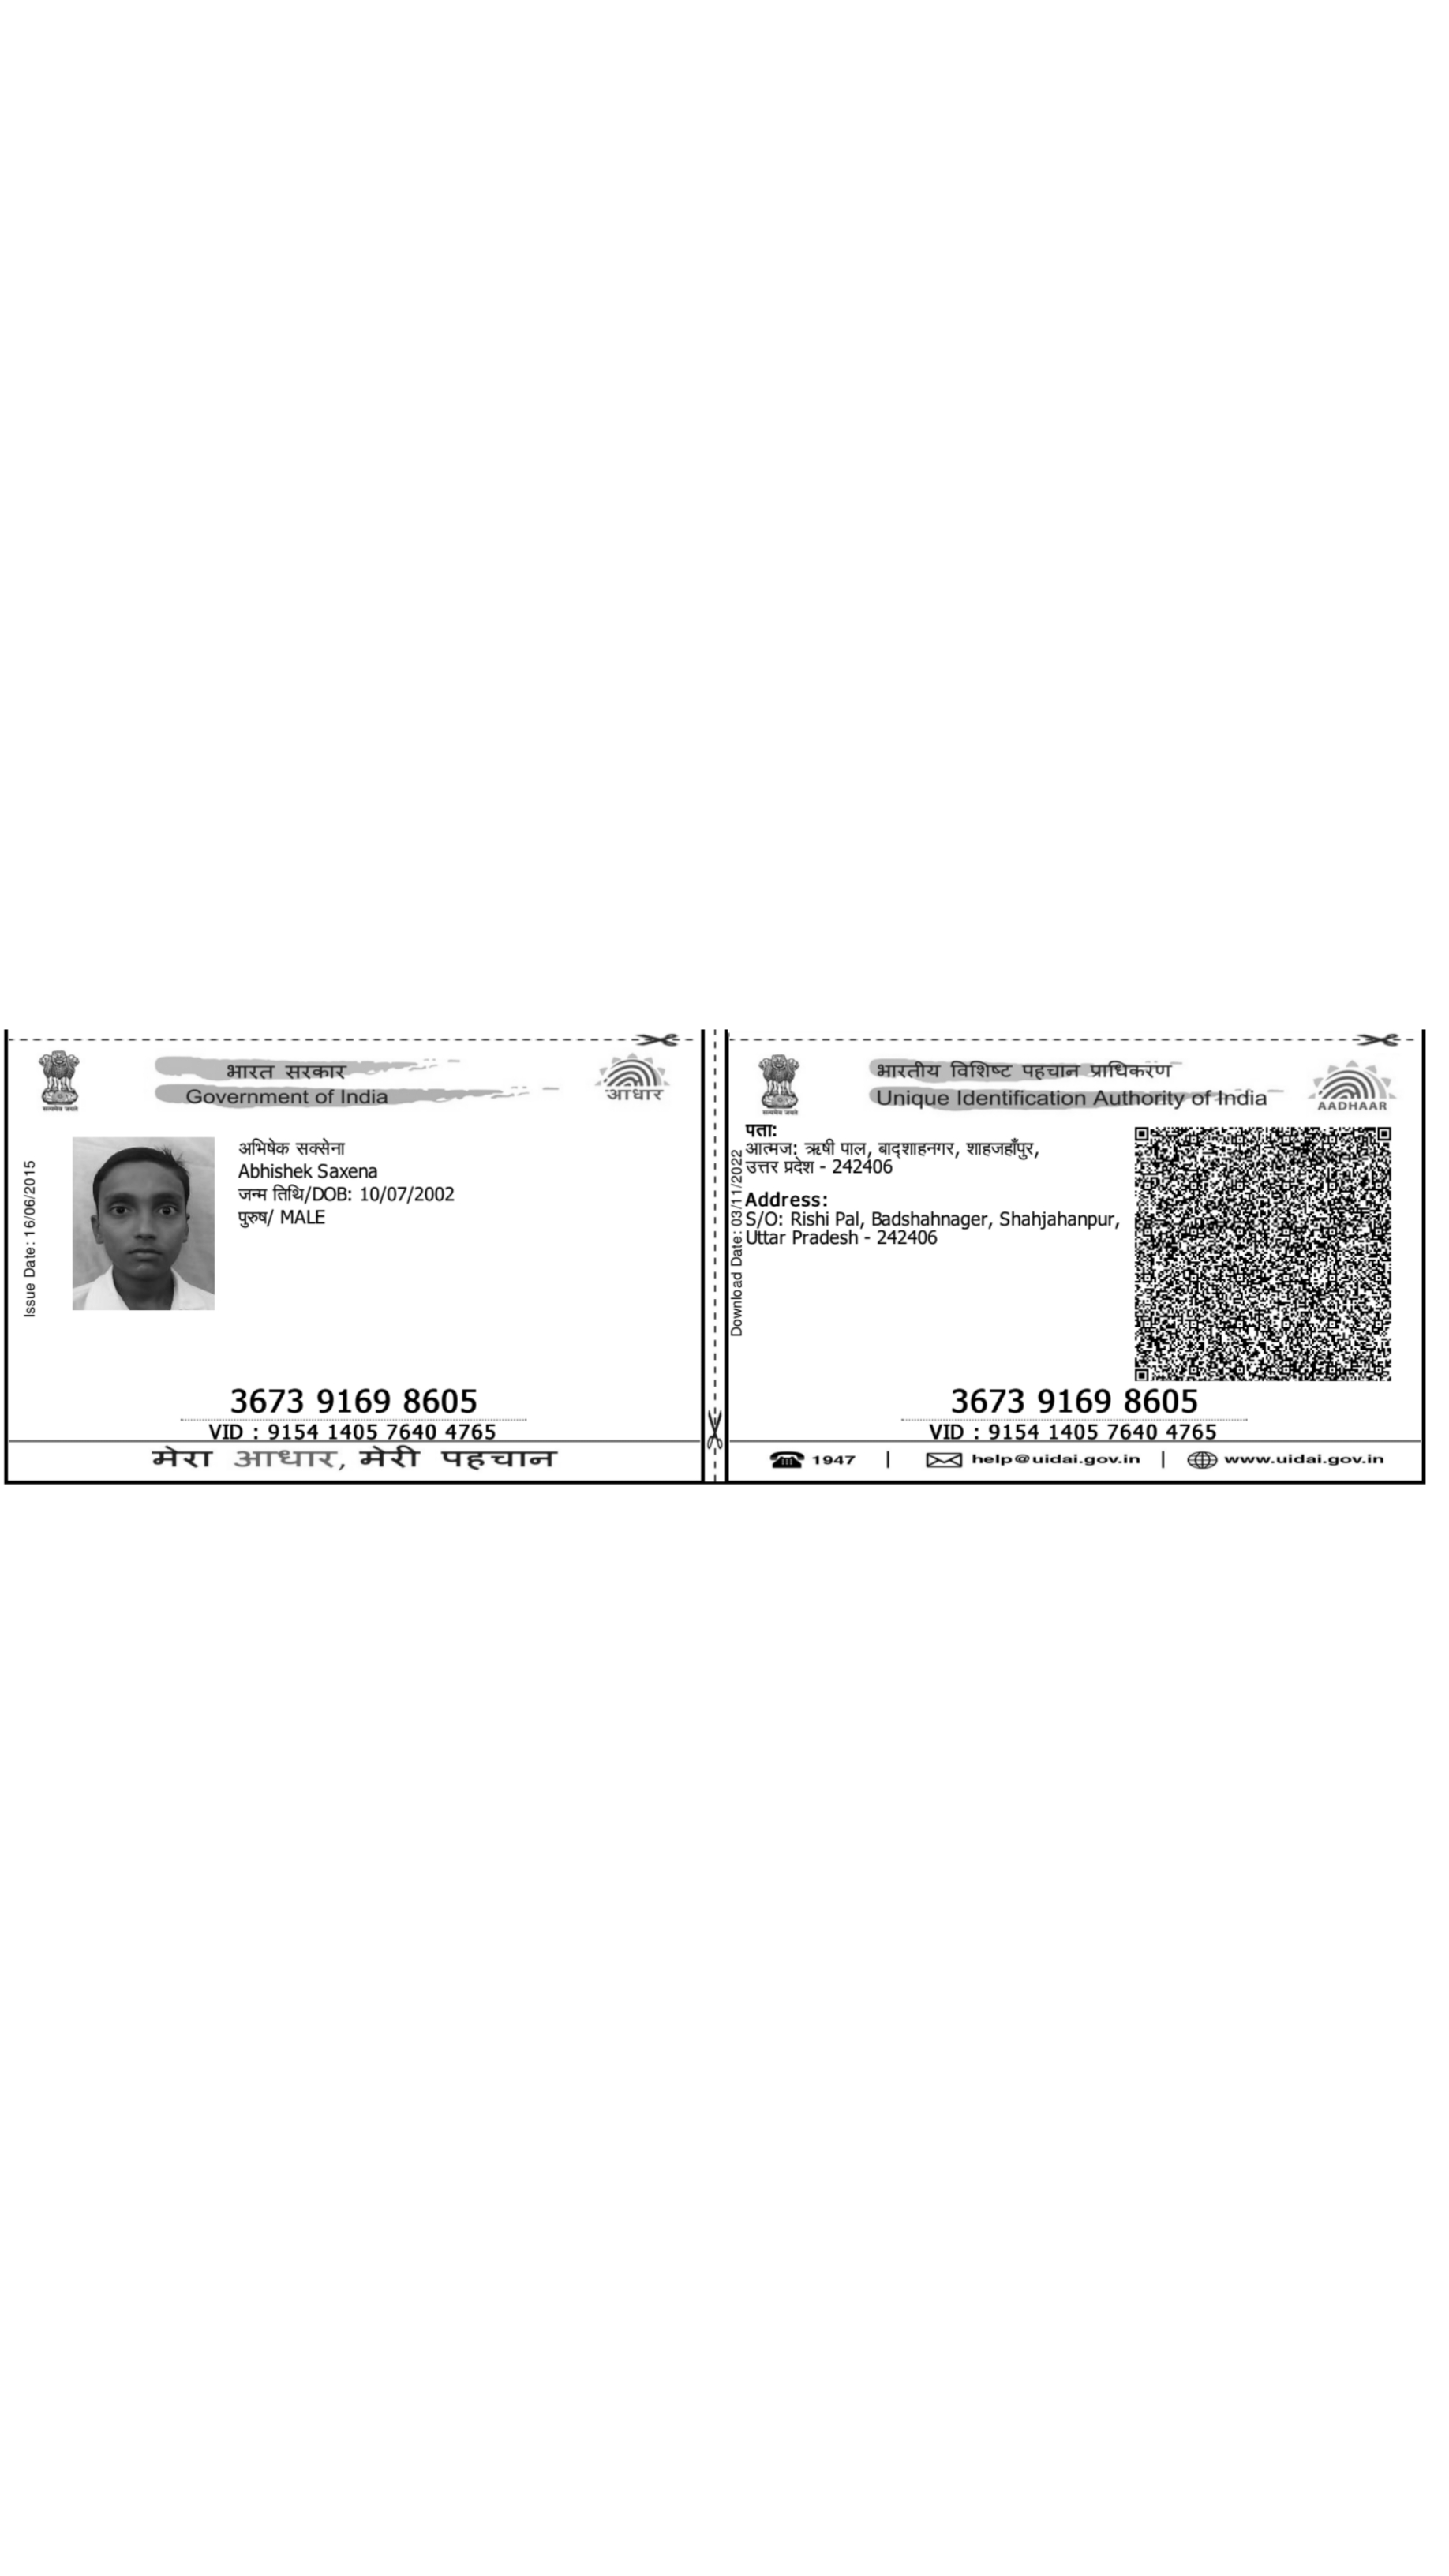 भारत सरकार
Government of India
आधार
सत्यमेव जयते
Issue Date: 16/06/2015
अभिषेक सक्सेना
Abhishek Saxena
जन्म तिथि/DOB: 10/07/2002
पुरुष/ MALE
3673 9169 8605
VID : 9154 1405 7640 4765
मेरा आधार, मेरी पहचान
भारतीय विशिष्ट पहचान प्राधिकरण
Unique Identification Authority of India
AADHAAR
सत्यमेव जयते
Download Date: 03/11/2022
पता:
आत्मज: ऋषी पाल, बाद्शाहनगर, शाहजहाँपुर,
उत्तर प्रदेश - 242406
Address:
S/O: Rishi Pal, Badshahnager, Shahjahanpur,
Uttar Pradesh - 242406
3673 9169 8605
VID : 9154 1405 7640 4765
1947 | help@uidai.gov.in | www.uidai.gov.in